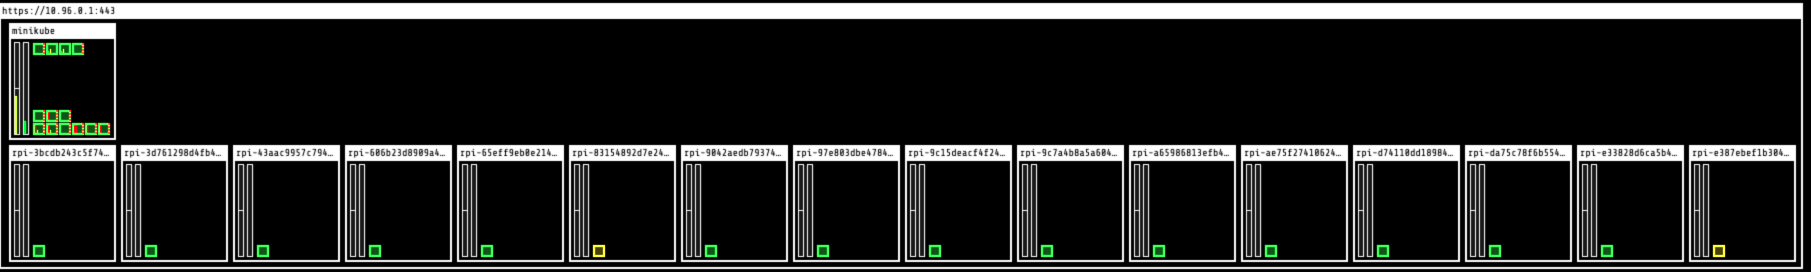 https://10.96.0.1:443
minikube
rpi-3bcdb243c5f74… rpi-3d761298d4fb4… rpi-43aac9957c794… rpi-606b23d8909a4… rpi-65eff9eb0e214… rpi-83154892d7e24… rpi-9042aedb79374… rpi-97e803dbe4784… rpi-9c15deacf4f24… rpi-9c7a4b8a5a604… rpi-a65986813efb4… rpi-ae75f27410624… rpi-d74110dd18984… rpi-da75c78f6b554… rpi-e33828d6ca5b4… rpi-e387ebef1b304…